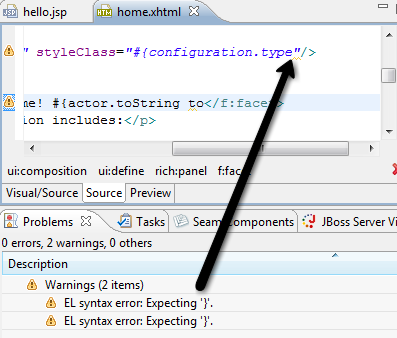 hello.jsp home.xhtml
" styleClass="#{configuration.type"/>
me! #{actor.toString to</f:facet>
ion includes:</p>
ui:composition ui:define rich:panel f:facet
Visual/Source Source Preview
Problems Tasks Seam Components JBoss Server Vi
0 errors, 2 warnings, 0 others
Description
Warnings (2 items)
EL syntax error: Expecting '}'.
EL syntax error: Expecting '}'.